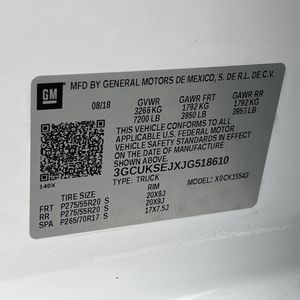 GM
MFD BY GENERAL MOTORS DE MEXICO, S. DE R.L. DE C.V.
08/18 GVWR GAWR FRT GAWR RR
3266 KG 1792 KG 1792 KG
7200 LB 3950 LB 3950 LB
THIS VEHICLE CONFORMS TO ALL
APPLICABLE U.S. FEDERAL MOTOR
VEHICLE SAFETY STANDARDS IN
EFFECT ON THE DATE OF MANUFACTURE
SHOWN ABOVE.
3GCUKSEJXJG518610
TYPE: TRUCK X0CK15543
140X
TIRE SIZE RIM
FRT P275/55R20 S 20X9J
RR P275/55R20 S 20X9J
SP P265/70R17 S 17X7.5J